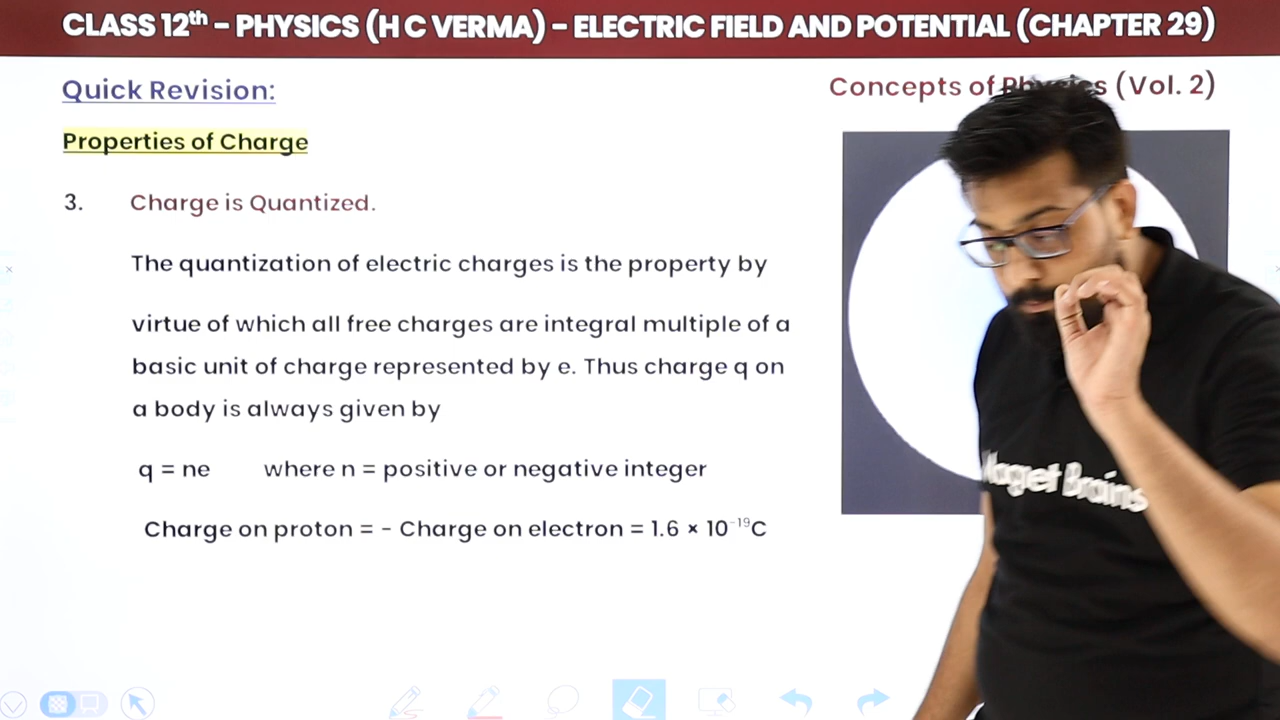 CLASS 12th – PHYSICS (H C VERMA) – ELECTRIC FIELD AND POTENTIAL (CHAPTER 29)
Quick Revision:
Concepts of Physics (Vol. 2)
Properties of Charge
3. Charge is Quantized.
The quantization of electric charges is the property by
virtue of which all free charges are integral multiple of a
basic unit of charge represented by e. Thus charge q on
a body is always given by
q = ne where n = positive or negative integer
Charge on proton = - Charge on electron = 1.6 × 10⁻¹⁹C
Magnet Brains